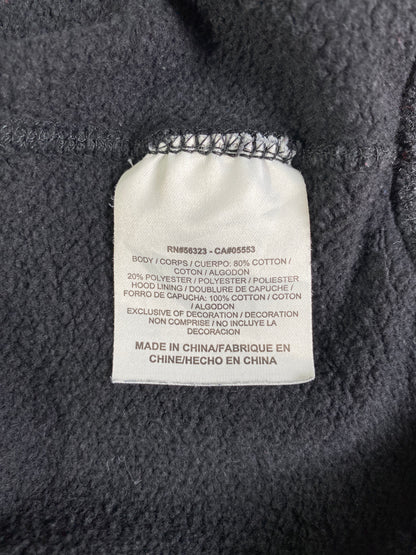 RN#56323 - CA#05553
BODY / CORPS / CUERPO: 80% COTTON /
COTON / ALGODON
20% POLYESTER / POLYESTER / POLIESTER
HOOD LINING / DOUBLURE DE CAPUCHE /
FORRO DE CAPUCHA: 100% COTTON / COTON
/ ALGODON
EXCLUSIVE OF DECORATION / DECORATION
NON COMPRISE / NO INCLUYE LA
DECORACION
MADE IN CHINA/FABRIQUE EN
CHINE/HECHO EN CHINA